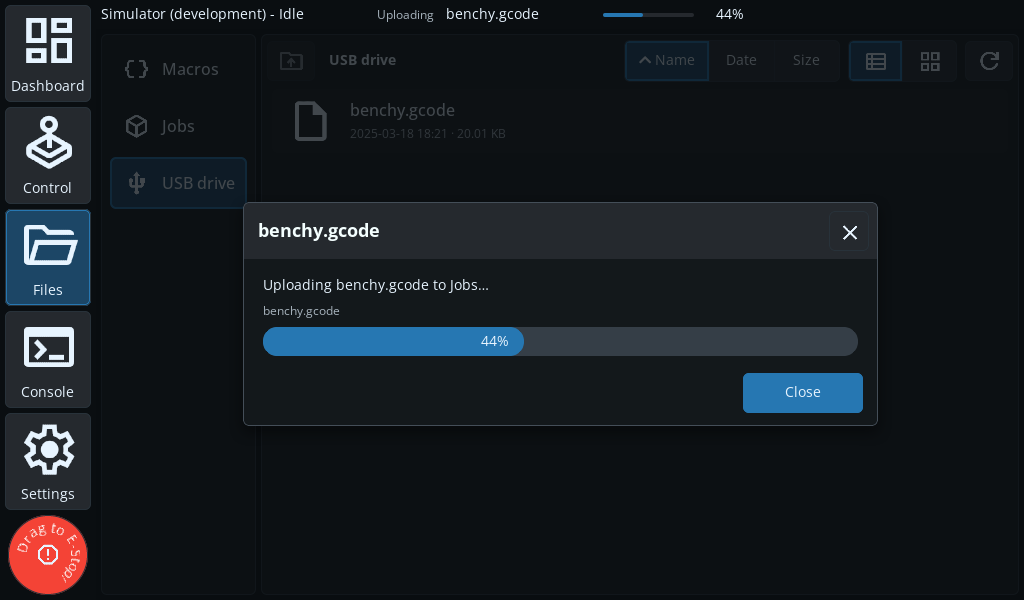 Simulator (development) - Idle
Uploading benchy.gcode 44%
Dashboard
Control
Files
Console
Settings
Drag to E-Stop!
Macros
Jobs
USB drive
USB drive
Name
Date
Size
benchy.gcode
2025-03-18 18:21 · 20.01 KB
benchy.gcode
Uploading benchy.gcode to Jobs...
benchy.gcode
44%
Close